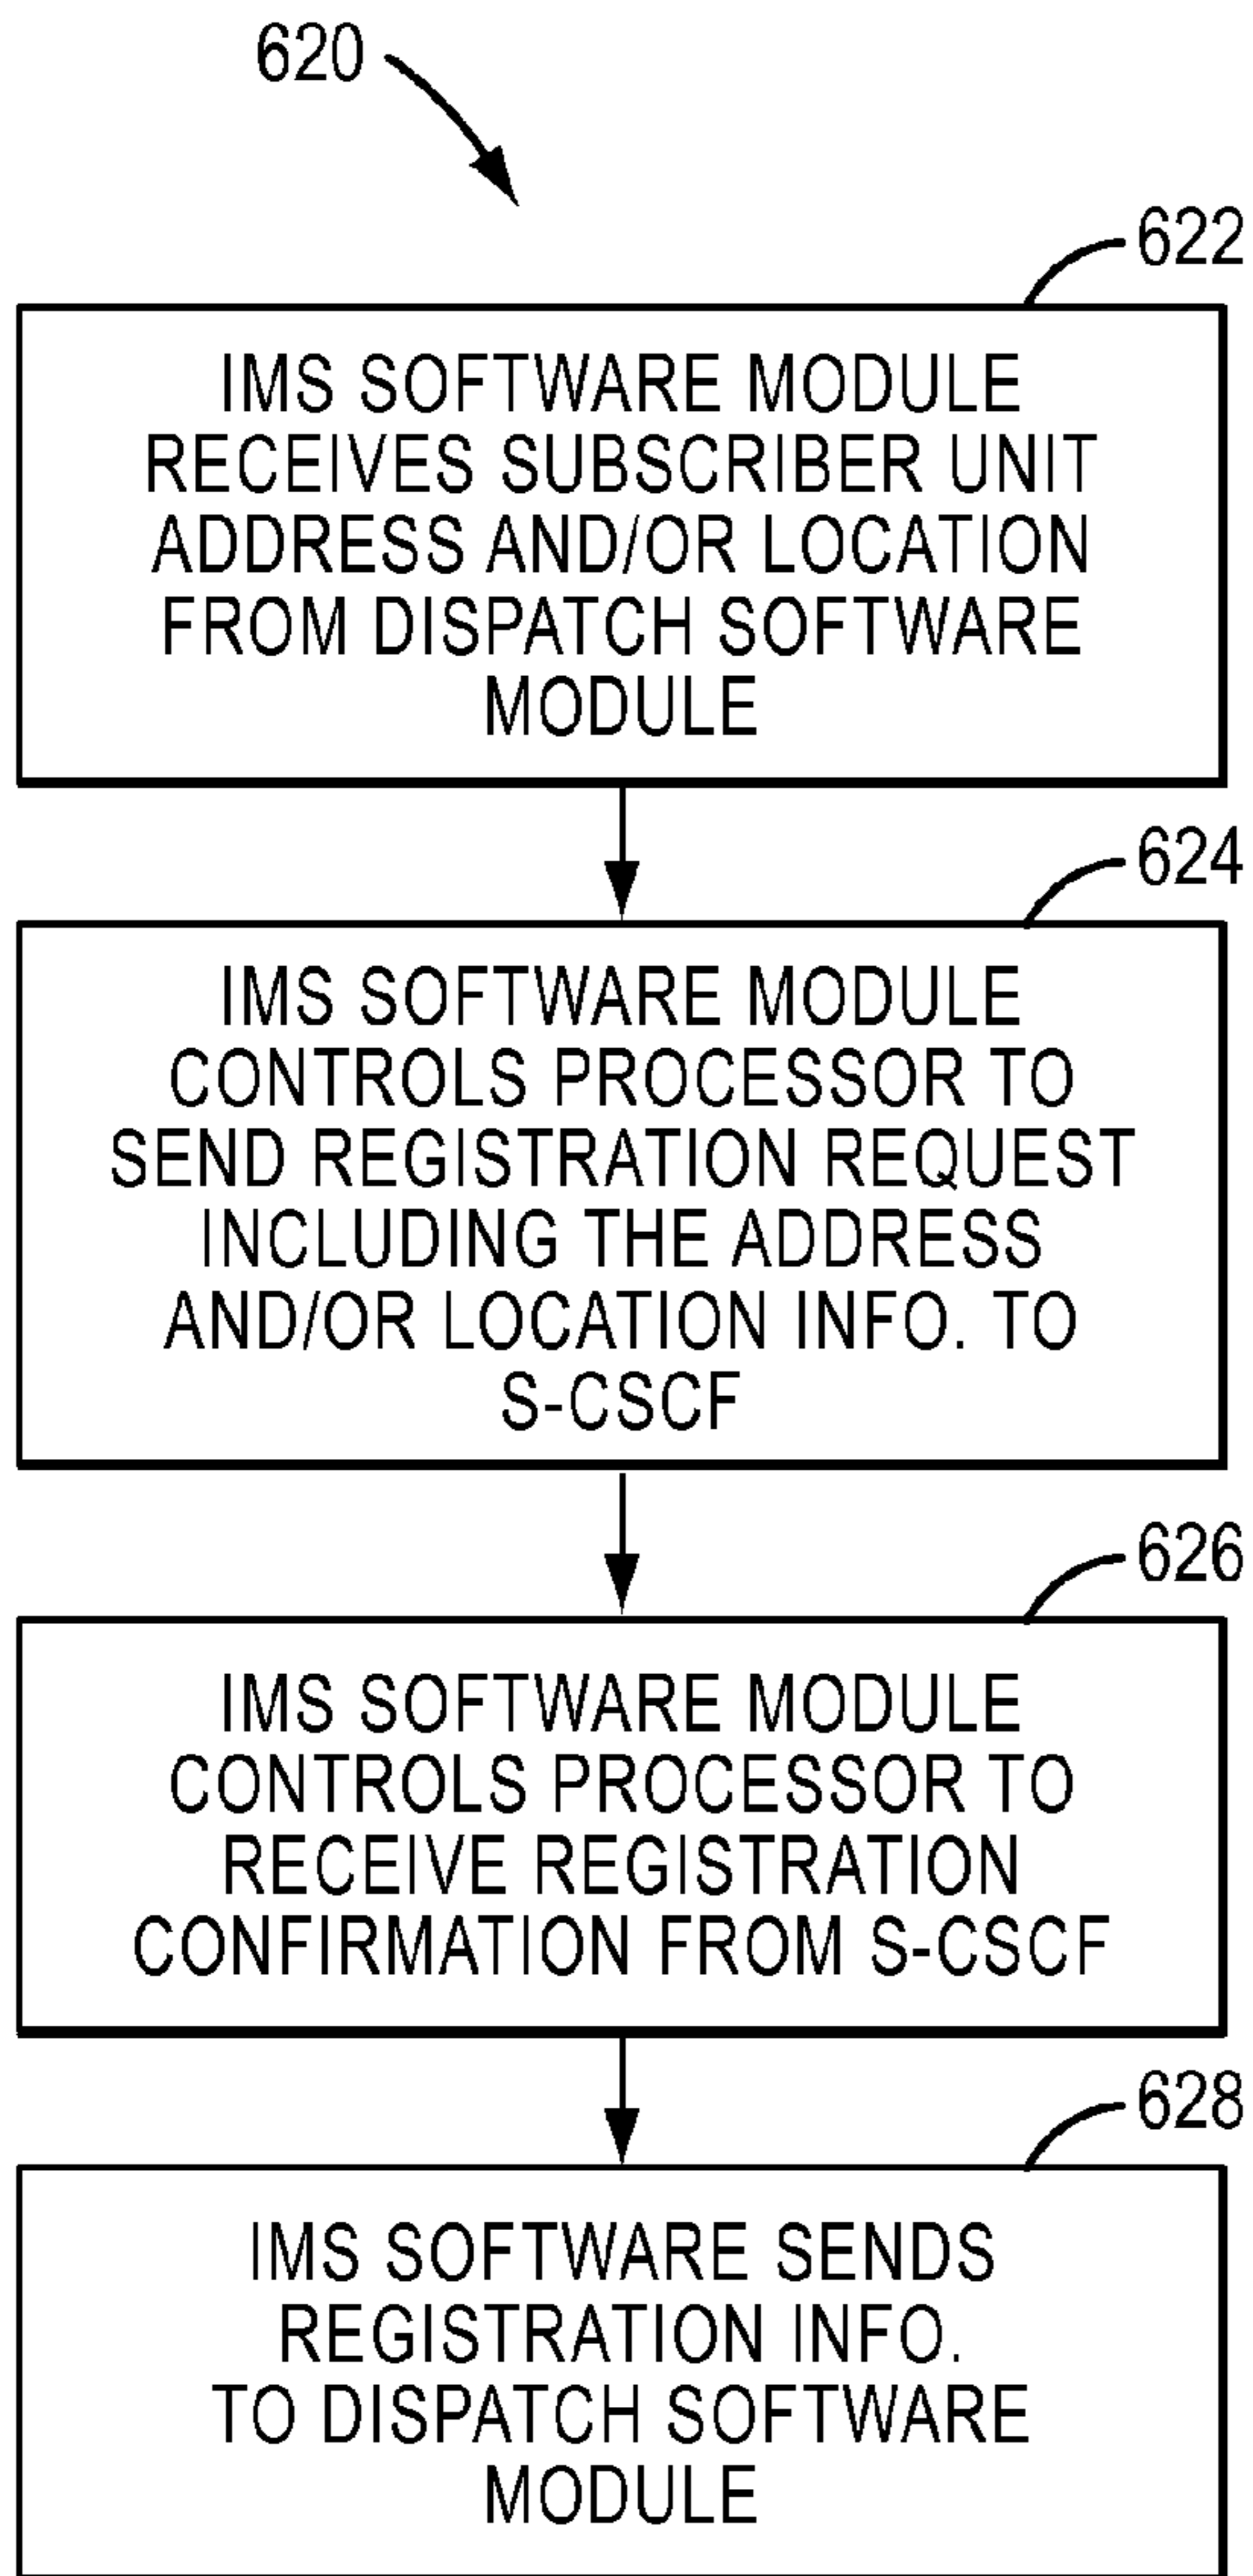 620
622
IMS SOFTWARE MODULE
RECEIVES SUBSCRIBER UNIT
ADDRESS AND/OR LOCATION
FROM DISPATCH SOFTWARE
MODULE
624
IMS SOFTWARE MODULE
CONTROLS PROCESSOR TO
SEND REGISTRATION REQUEST
INCLUDING THE ADDRESS
AND/OR LOCATION INFO. TO
S-CSCF
626
IMS SOFTWARE MODULE
CONTROLS PROCESSOR TO
RECEIVE REGISTRATION
CONFIRMATION FROM S-CSCF
628
IMS SOFTWARE SENDS
REGISTRATION INFO.
TO DISPATCH SOFTWARE
MODULE